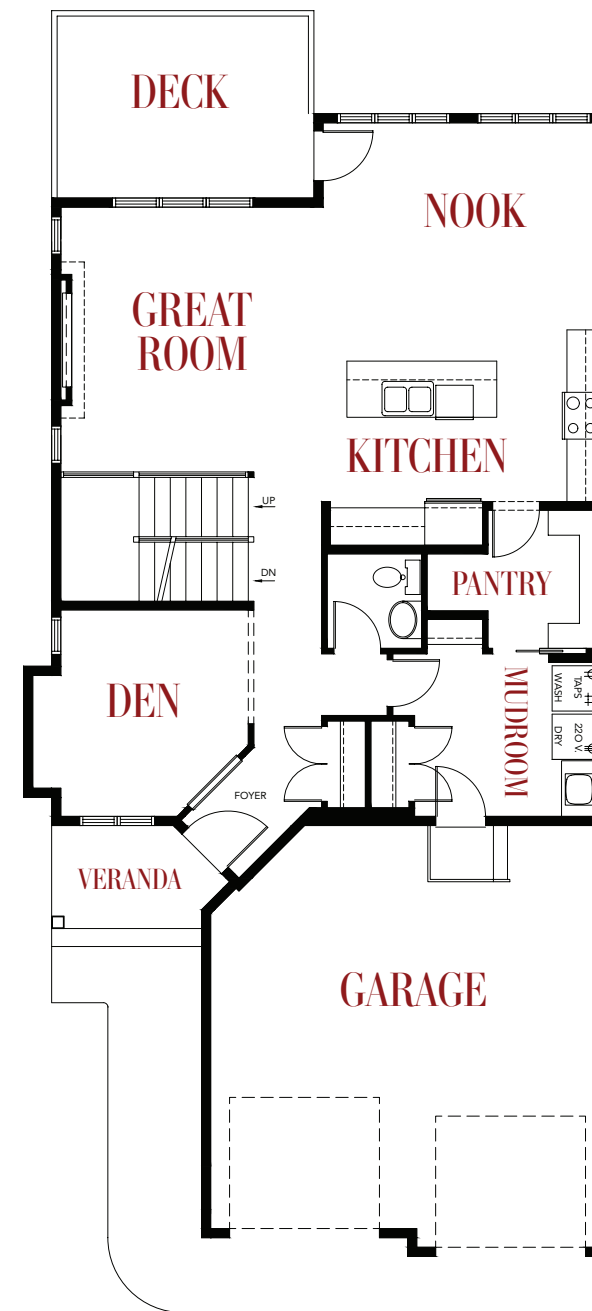 DECK
NOOK
GREAT
ROOM
KITCHEN
UP
DN
PANTRY
DEN
MUDROOM
TAPS
WASH
220 V.
DRY
FOYER
VERANDA
GARAGE